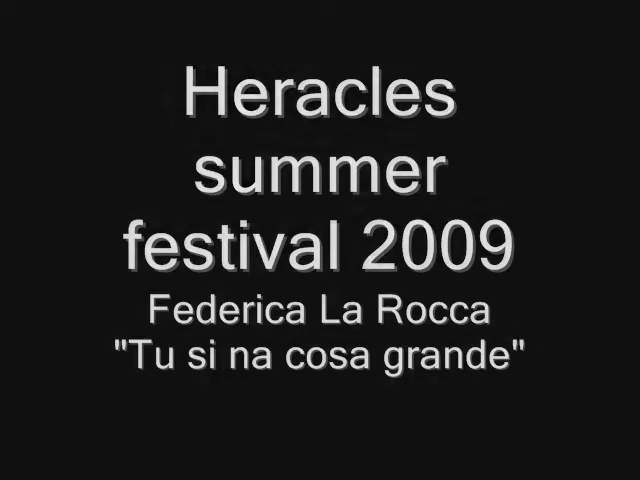 Heracles
summer
festival 2009
Federica La Rocca
"Tu si na cosa grande"